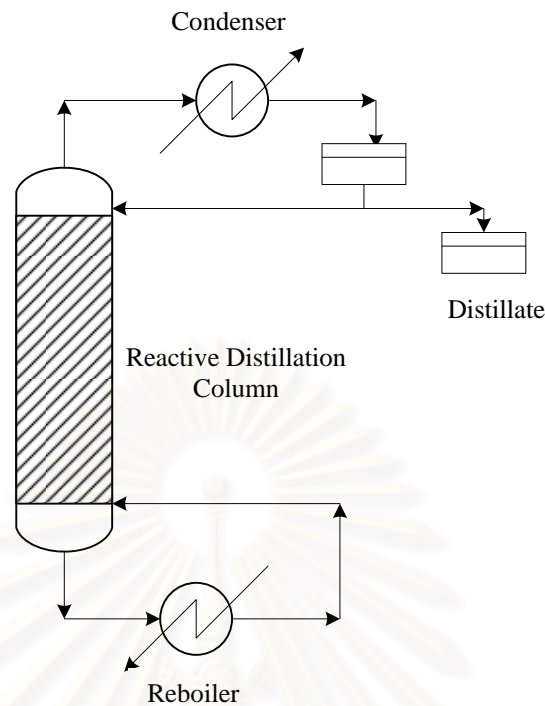 Condenser
Distillate
Reactive Distillation
Column
Reboiler